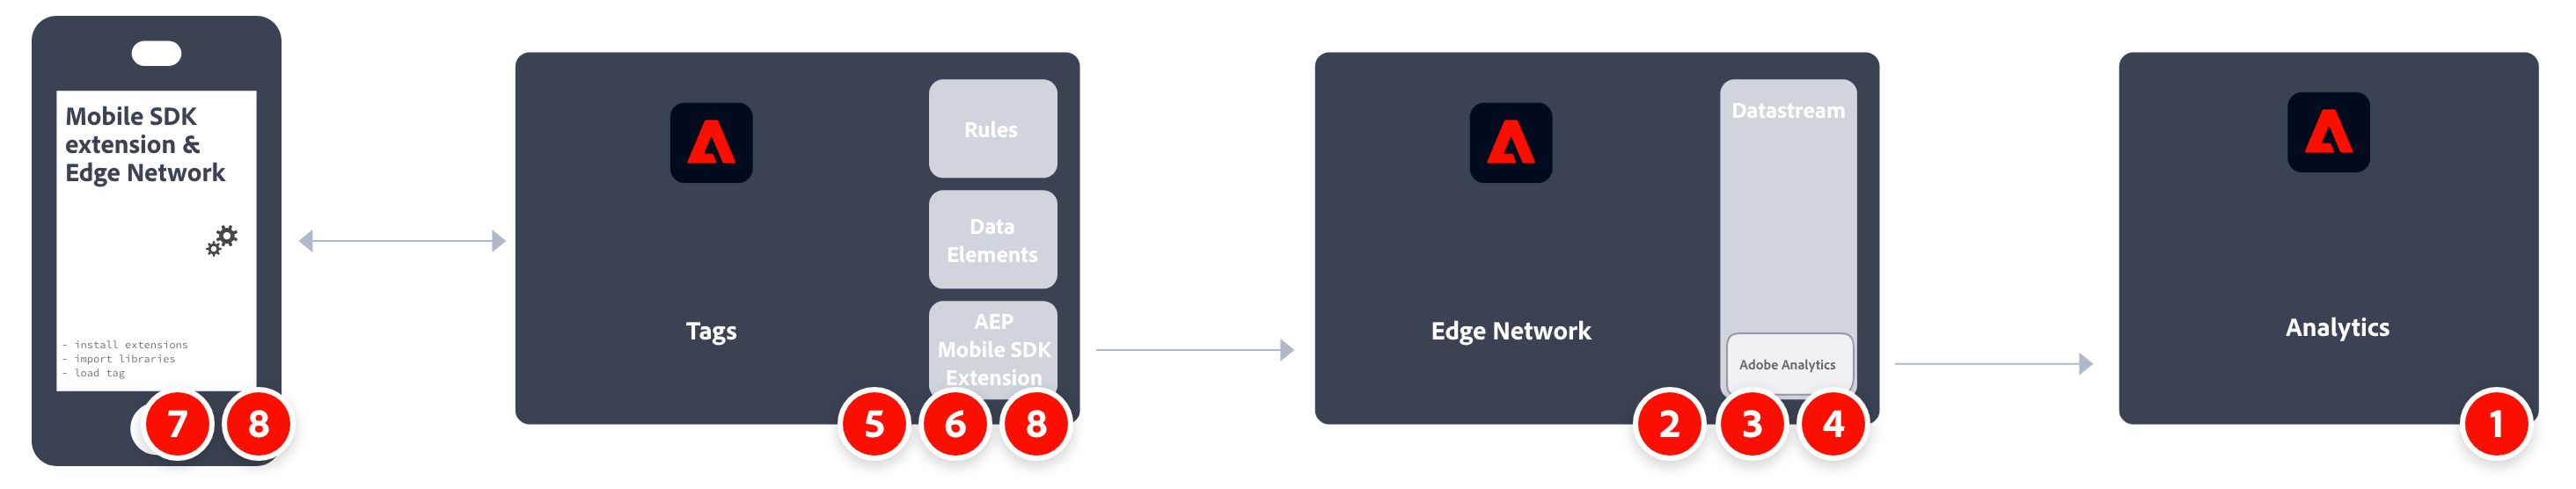 Mobile SDK
extension &
Edge Network
- install extensions
- import libraries
- load tag
7
8
Tags
Rules
Data
Elements
AEP
Mobile SDK
Extension
5
6
8
Edge Network
Datastream
Adobe Analytics
2
3
4
Analytics
1